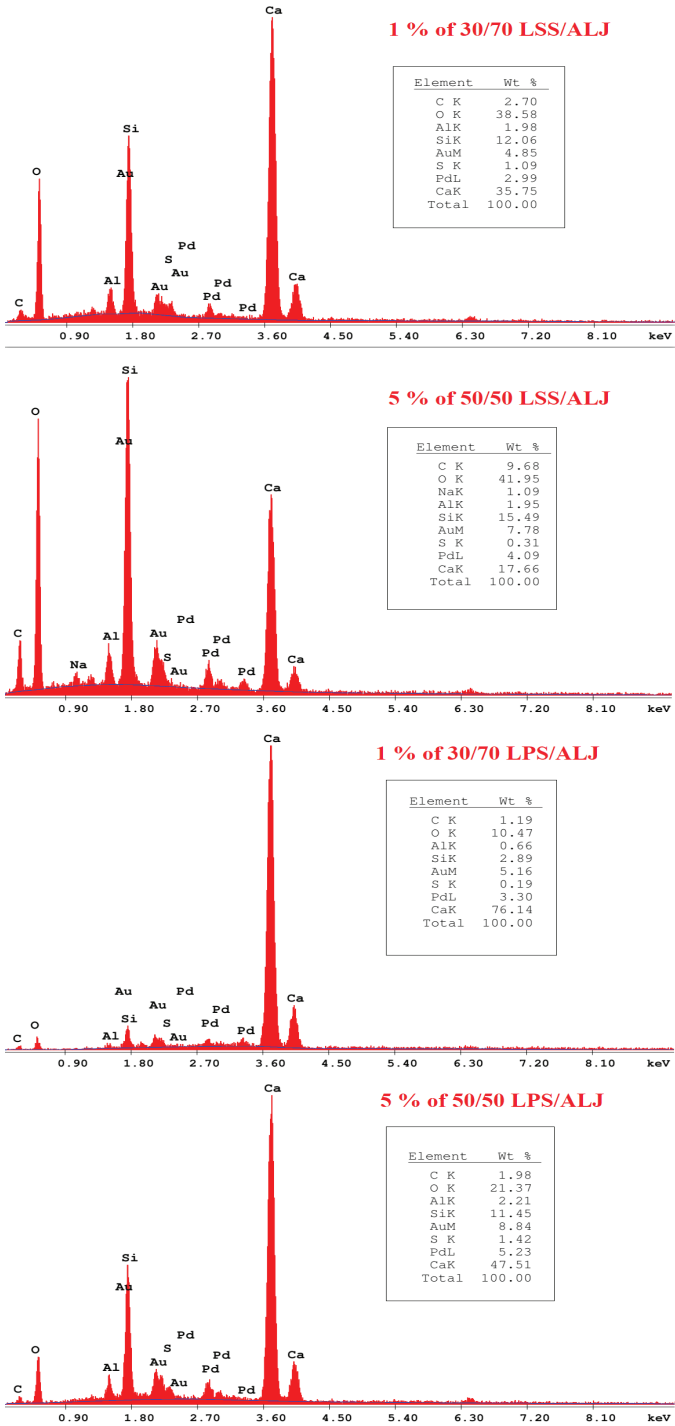 1 % of 30/70 LSS/ALJ
Element Wt %
C K 2.70
O K 38.58
AlK 1.98
SiK 12.06
AuM 4.85
S K 1.09
PdL 2.99
CaK 35.75
Total 100.00
Ca
Si
O
Au
Pd
S
Au
Al
Au
Pd
Pd
Ca
C
Pd
0.90 1.80 2.70 3.60 4.50 5.40 6.30 7.20 8.10 keV
5 % of 50/50 LSS/ALJ
Element Wt %
C K 9.68
O K 41.95
NaK 1.09
AlK 1.95
SiK 15.49
AuM 7.78
S K 0.31
PdL 4.09
CaK 17.66
Total 100.00
Si
O
Au
Ca
Pd
C
Al
Au
Pd
Pd
S
Na
Au
Pd
Ca
0.90 1.80 2.70 3.60 4.50 5.40 6.30 7.20 8.10 keV
1 % of 30/70 LPS/ALJ
Element Wt %
C K 1.19
O K 10.47
AlK 0.66
SiK 2.89
AuM 5.16
S K 0.19
PdL 3.30
CaK 76.14
Total 100.00
Ca
Au
Au
Pd
Pd
Ca
O
Si
S
Pd
C
Al
Au
Pd
0.90 1.80 2.70 3.60 4.50 5.40 6.30 7.20 8.10 keV
5 % of 50/50 LPS/ALJ
Element Wt %
C K 1.98
O K 21.37
AlK 2.21
SiK 11.45
AuM 8.84
S K 1.42
PdL 5.23
CaK 47.51
Total 100.00
Ca
Si
Au
Pd
O
S
Al
Au
Au
Pd
Pd
Ca
C
Pd
0.90 1.80 2.70 3.60 4.50 5.40 6.30 7.20 8.10 keV